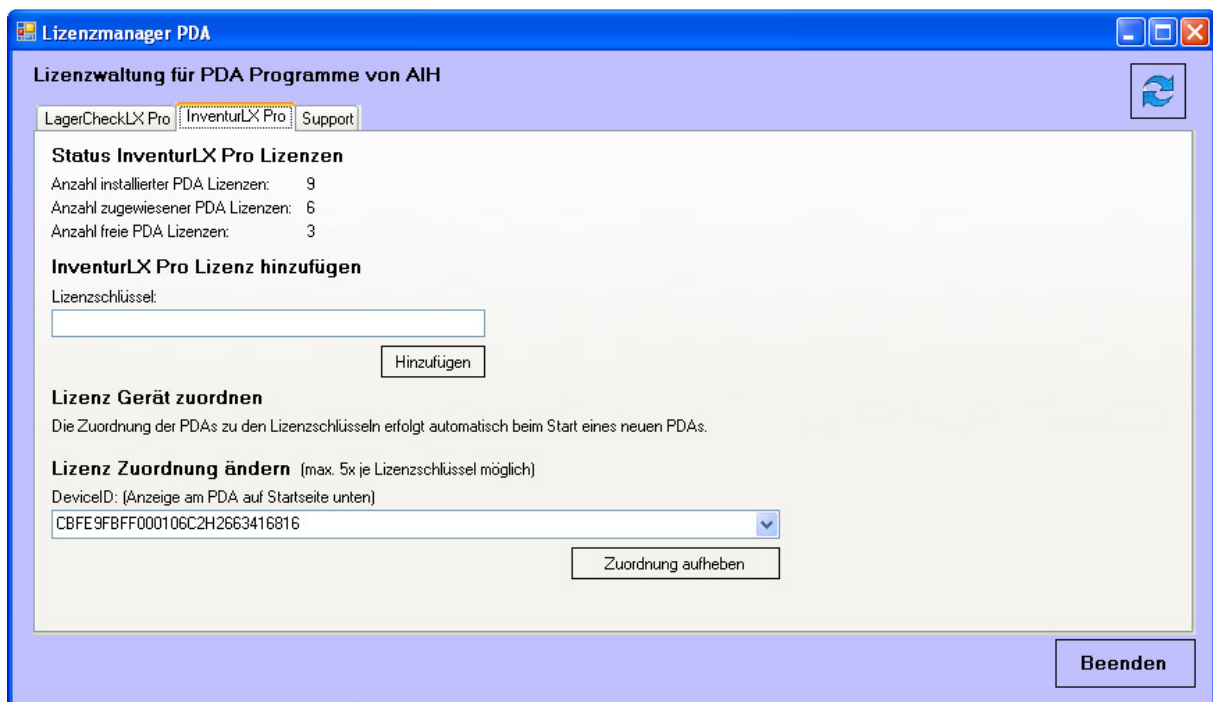 Lizenzmanager PDA
Lizenzwaltung für PDA Programme von AIH
LagerCheckLX Pro InventurLX Pro Support
Status InventurLX Pro Lizenzen
Anzahl installierter PDA Lizenzen: 9
Anzahl zugewiesener PDA Lizenzen: 6
Anzahl freie PDA Lizenzen: 3
InventurLX Pro Lizenz hinzufügen
Lizenzschlüssel:
Hinzufügen
Lizenz Gerät zuordnen
Die Zuordnung der PDAs zu den Lizenzschlüsseln erfolgt automatisch beim Start eines neuen PDAs.
Lizenz Zuordnung ändern (max. 5x je Lizenzschlüssel möglich)
DeviceID: (Anzeige am PDA auf Startseite unten)
CBFE9FBFF000106C2H2663416816
Zuordnung aufheben
Beenden